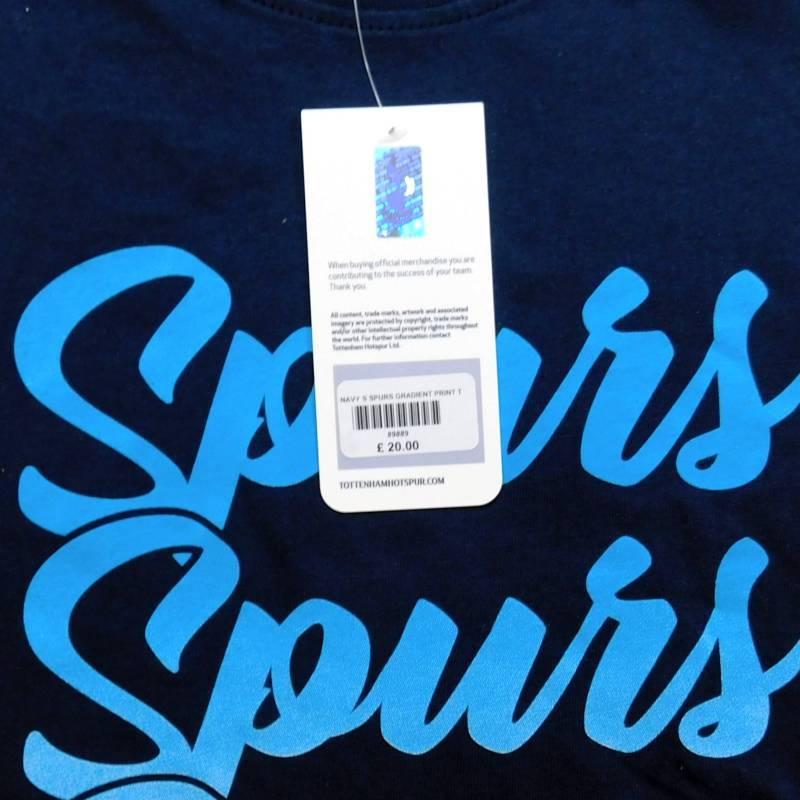 When buying official merchandise you are
contributing to the success of your team.
Thank you.
All content, trade marks, artwork and associated
imagery are protected by copyright, trade marks
and/or other intellectual property rights throughout
the world. For further information contact
Tottenham Hotspur Ltd.
NAVY S SPURS GRADIENT PRINT T
89889
£ 20.00
TOTTENHAMHOTSPUR.COM
Spurs
Spurs